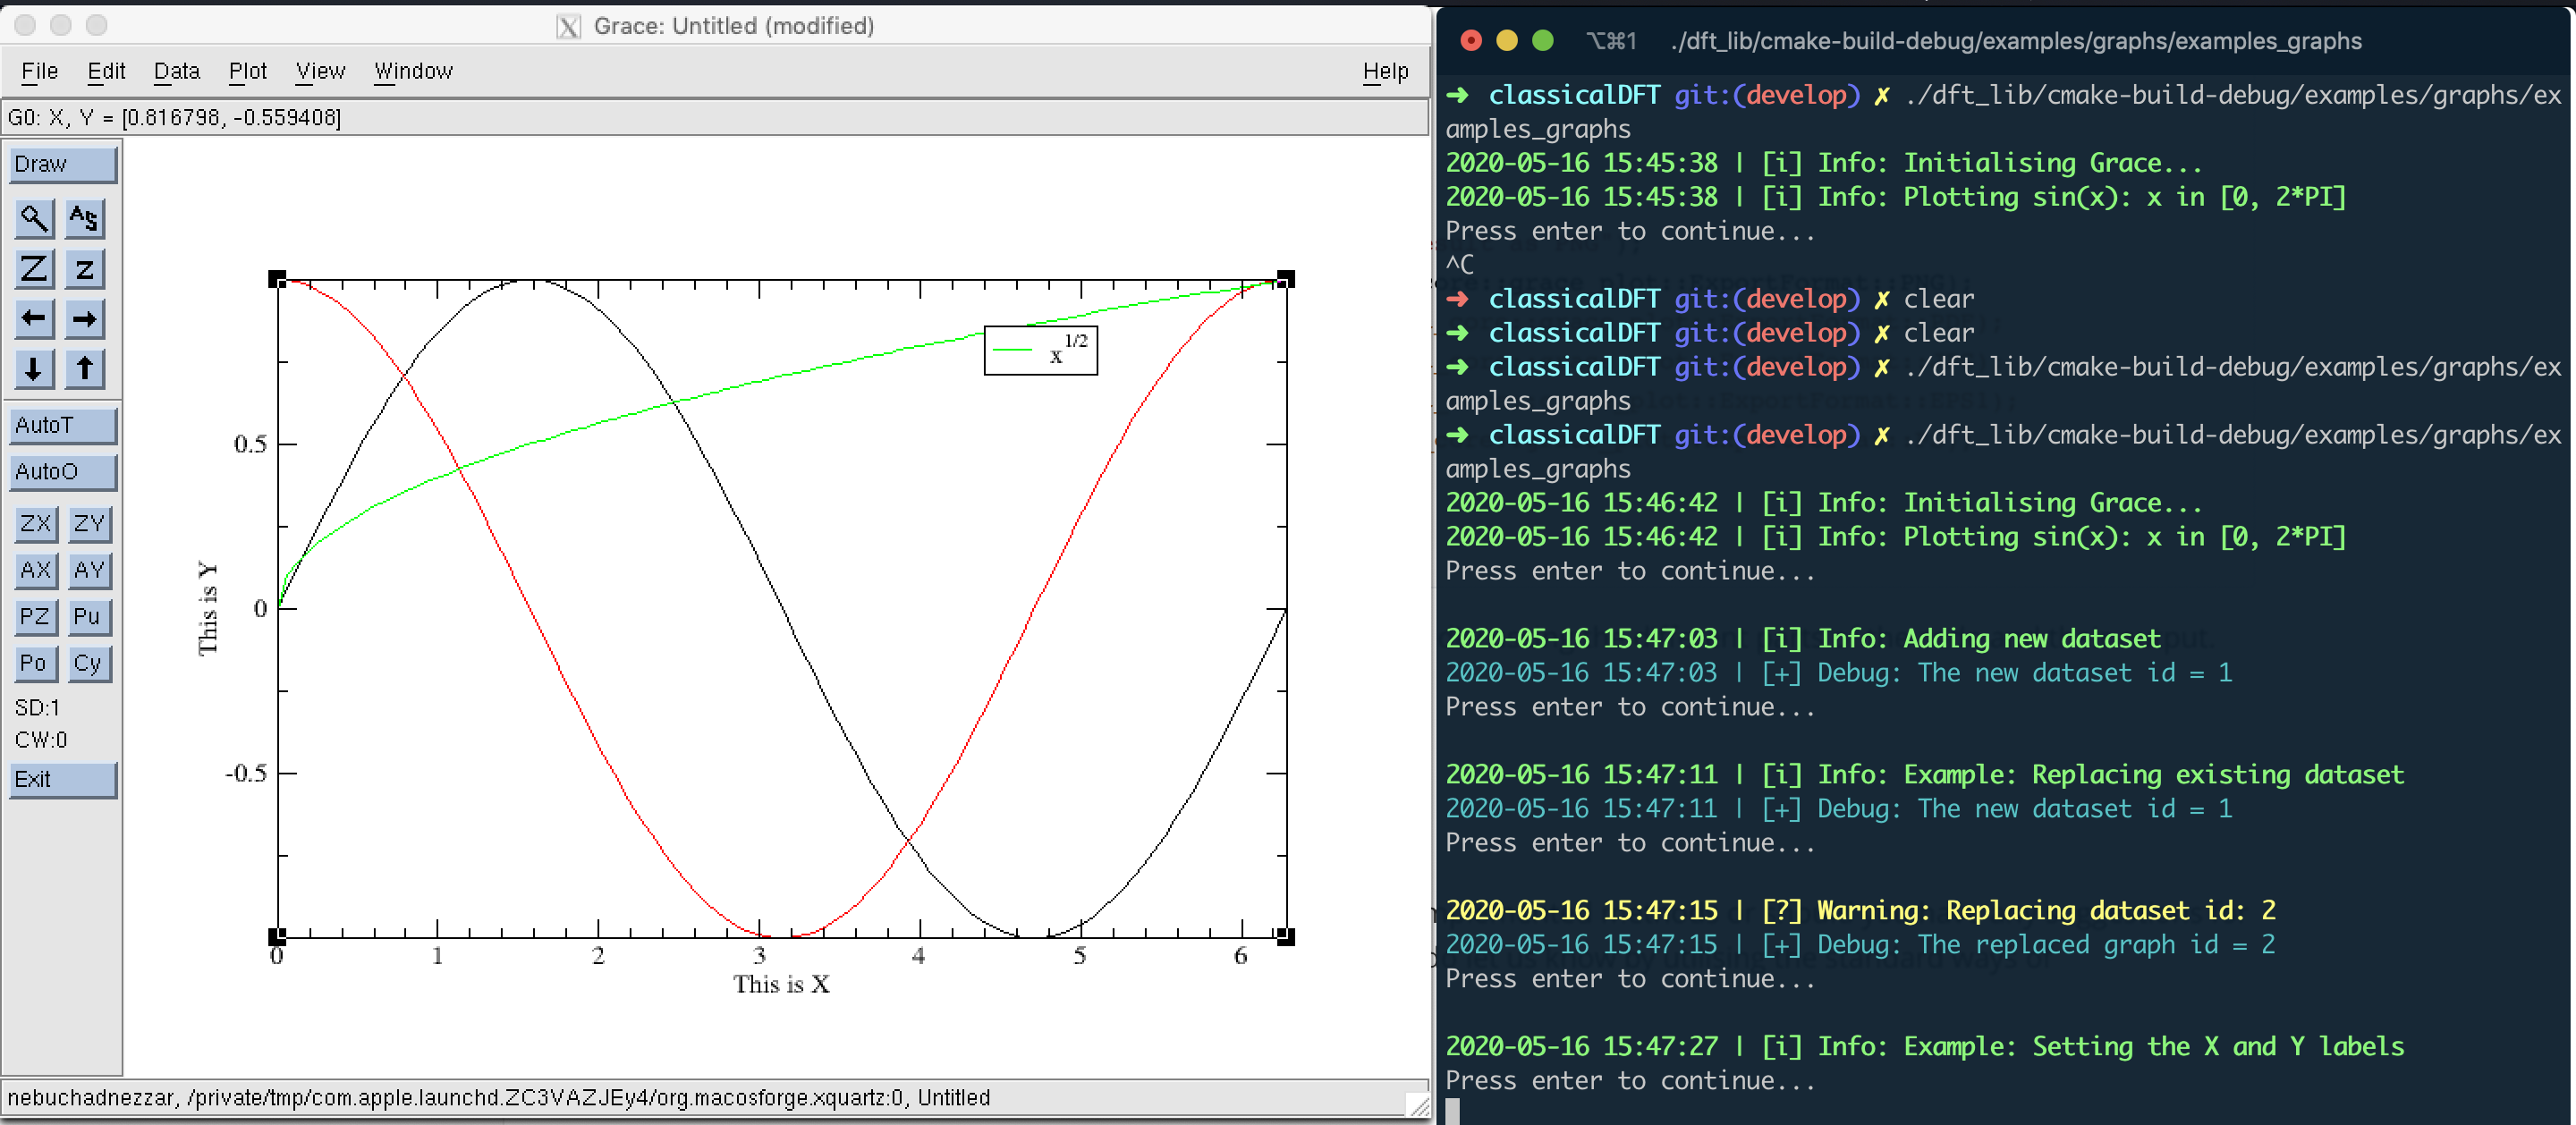 Grace: Untitled (modified)
File Edit Data Plot View Window Help
G0: X, Y = [0.816798, -0.559408]
Draw
A S
Z z
AutoT
AutoO
ZX ZY
AX AY
PZ Pu
Po Cy
SD:1
CW:0
Exit
x 1/2
0.5
0
-0.5
This is Y
0 1 2 3 4 5 6
This is X
nebuchadnezzar, /private/tmp/com.apple.launchd.ZC3VAZJEy4/org.macosforge.xquartz:0, Untitled
⌥⌘1 ./dft_lib/cmake-build-debug/examples/graphs/examples_graphs
➜ classicalDFT git:(develop) ✗ ./dft_lib/cmake-build-debug/examples/graphs/ex
amples_graphs
2020-05-16 15:45:38 | [i] Info: Initialising Grace...
2020-05-16 15:45:38 | [i] Info: Plotting sin(x): x in [0, 2*PI]
Press enter to continue...
^C
➜ classicalDFT git:(develop) ✗ clear
➜ classicalDFT git:(develop) ✗ clear
➜ classicalDFT git:(develop) ✗ ./dft_lib/cmake-build-debug/examples/graphs/ex
amples_graphs
➜ classicalDFT git:(develop) ✗ ./dft_lib/cmake-build-debug/examples/graphs/ex
amples_graphs
2020-05-16 15:46:42 | [i] Info: Initialising Grace...
2020-05-16 15:46:42 | [i] Info: Plotting sin(x): x in [0, 2*PI]
Press enter to continue...
2020-05-16 15:47:03 | [i] Info: Adding new dataset
2020-05-16 15:47:03 | [+] Debug: The new dataset id = 1
Press enter to continue...
2020-05-16 15:47:11 | [i] Info: Example: Replacing existing dataset
2020-05-16 15:47:11 | [+] Debug: The new dataset id = 1
Press enter to continue...
2020-05-16 15:47:15 | [?] Warning: Replacing dataset id: 2
2020-05-16 15:47:15 | [+] Debug: The replaced graph id = 2
Press enter to continue...
2020-05-16 15:47:27 | [i] Info: Example: Setting the X and Y labels
Press enter to continue...